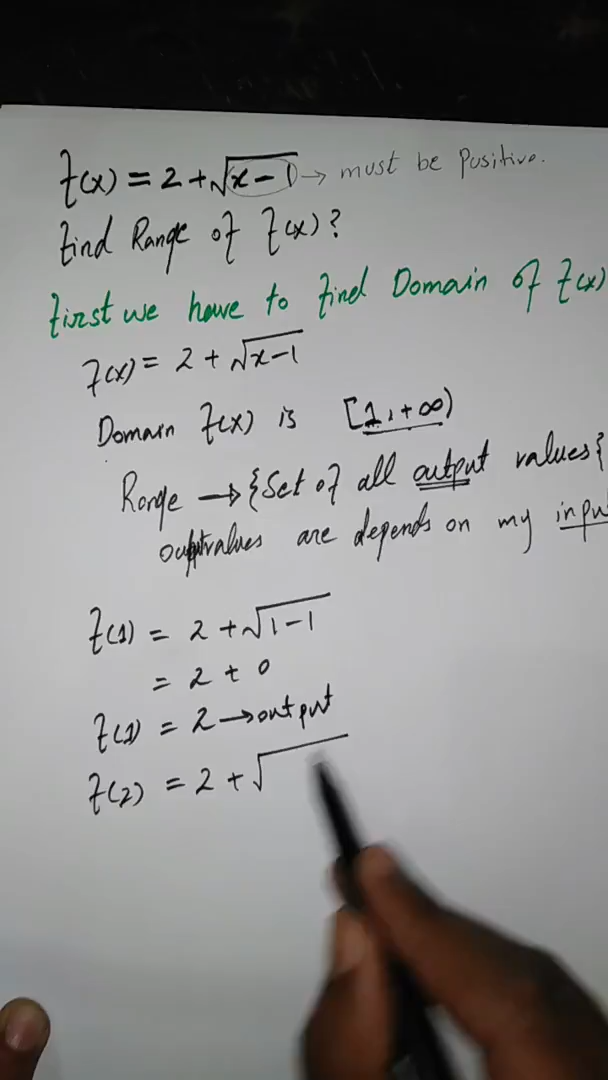 f(x) = 2 + √x-1 → must be Positive.
find Range of f(x)?
first we have to find Domain of f(x)
f(x) = 2 + √x-1
Domain f(x) is [1, +∞)
Range → {Set of all output values}
values are depends on my inpu
f(1) = 2 + √1-1
= 2 + 0
f(1) = 2 → output
f(2) = 2 + √